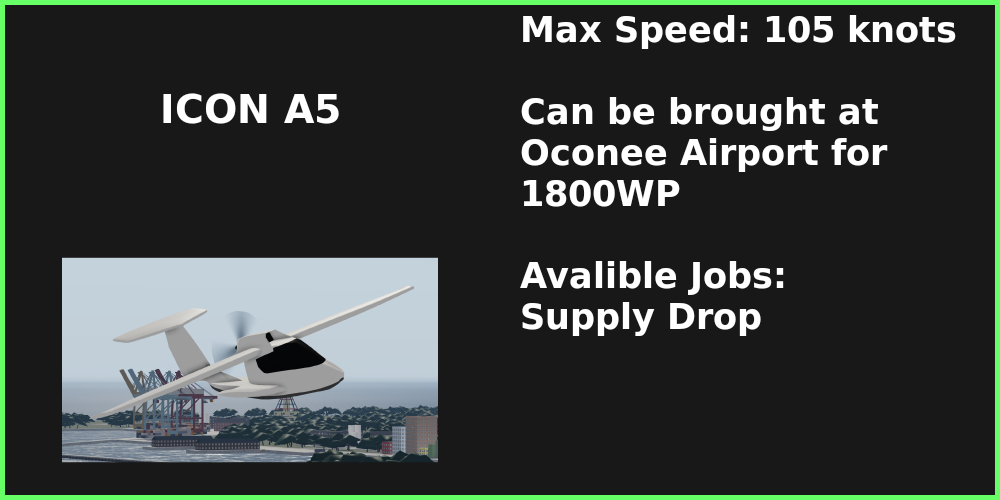 ICON A5
Max Speed: 105 knots
Can be brought at
Oconee Airport for
1800WP
Avalible Jobs:
Supply Drop